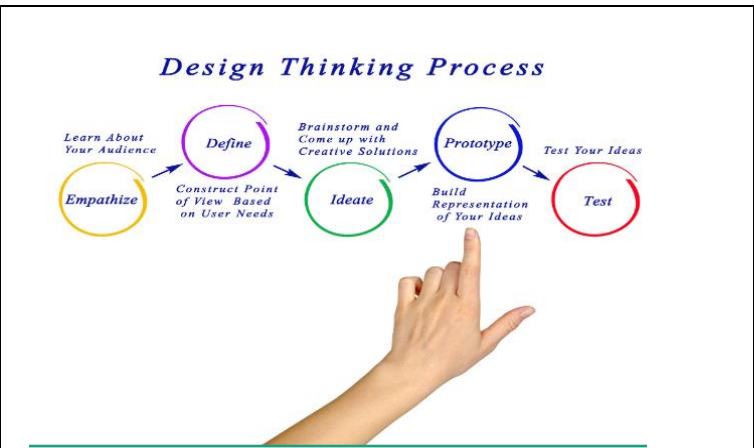 Design Thinking Process
Learn About
Your Audience
Empathize
Define
Construct Point
of View Based
on User Needs
Brainstorm and
Come up with
Creative Solutions
Ideate
Prototype
Build
Representation
of Your Ideas
Test Your Ideas
Test